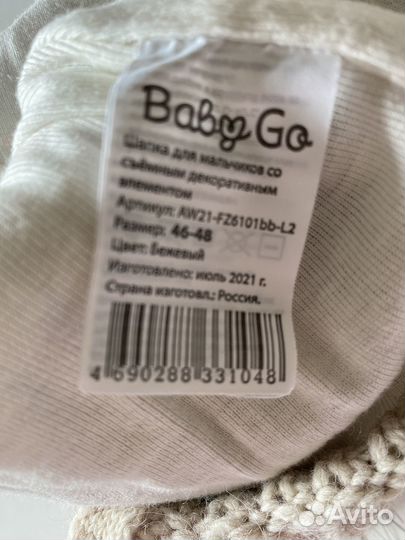 Baby Go
Шапка для мальчиков со
съёмным декоративным
элементом
Артикул: AW21-FZ6101bb-L2
Размер: 46-48
Цвет: Бежевый
Изготовлено: июль 2021 г.
Страна изготовл.: Россия.
4 690288 331048
Avito